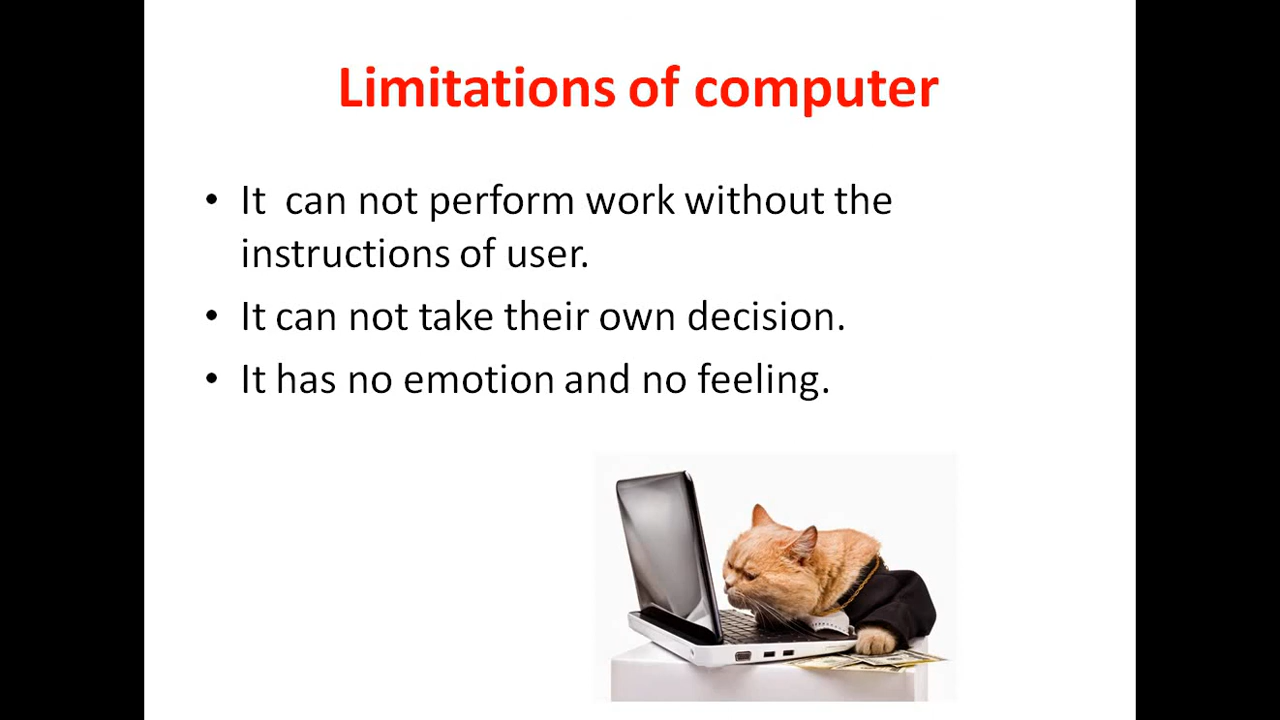 Limitations of computer
• It  can not perform work without the
instructions of user.
• It can not take their own decision.
• It has no emotion and no feeling.